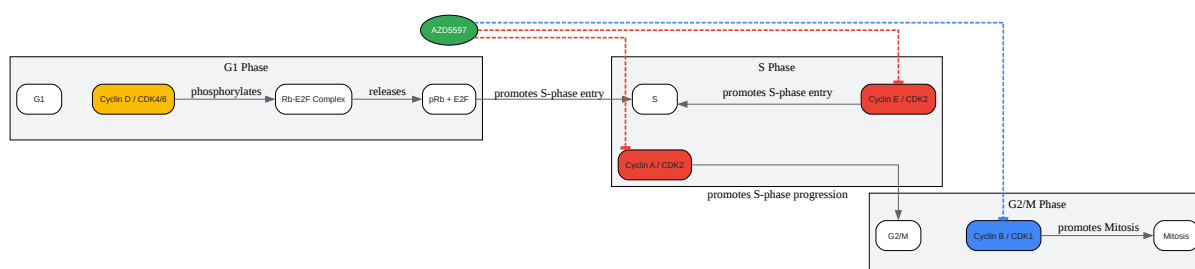 AZD5597
G1 Phase
G1
Cyclin D / CDK4/6
phosphorylates
Rb-E2F Complex
releases
pRb + E2F
promotes S-phase entry
S Phase
S
promotes S-phase entry
Cyclin E / CDK2
Cyclin A / CDK2
promotes S-phase progression
G2/M Phase
G2/M
Cyclin B / CDK1
promotes Mitosis
Mitosis